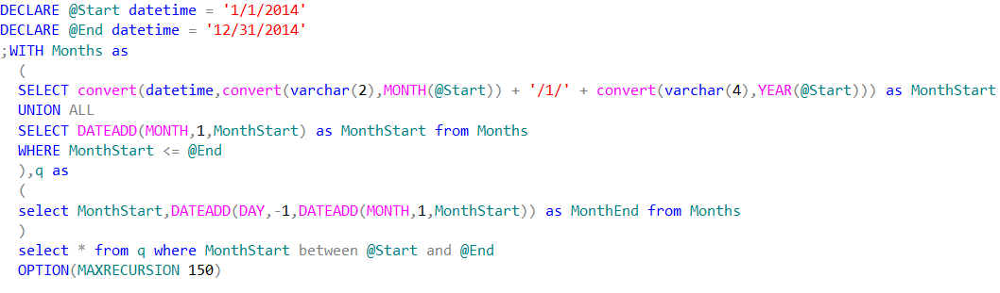 DECLARE @Start datetime = '1/1/2014'
DECLARE @End datetime = '12/31/2014'
;WITH Months as
(
SELECT convert(datetime,convert(varchar(2),MONTH(@Start)) + '/1/' + convert(varchar(4),YEAR(@Start))) as MonthStart
UNION ALL
SELECT DATEADD(MONTH,1,MonthStart) as MonthStart from Months
WHERE MonthStart <= @End
),q as
(
select MonthStart,DATEADD(DAY,-1,DATEADD(MONTH,1,MonthStart)) as MonthEnd from Months
)
select * from q where MonthStart between @Start and @End
OPTION(MAXRECURSION 150)